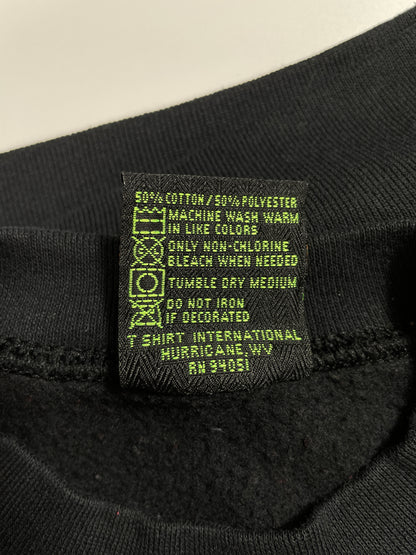 50% COTTON/50% POLYESTER
MACHINE WASH WARM
IN LIKE COLORS
ONLY NON-CHLORINE
BLEACH WHEN NEEDED
TUMBLE DRY MEDIUM
DO NOT IRON
IF DECORATED
T SHIRT INTERNATIONAL
HURRICANE, WV
RN 94051